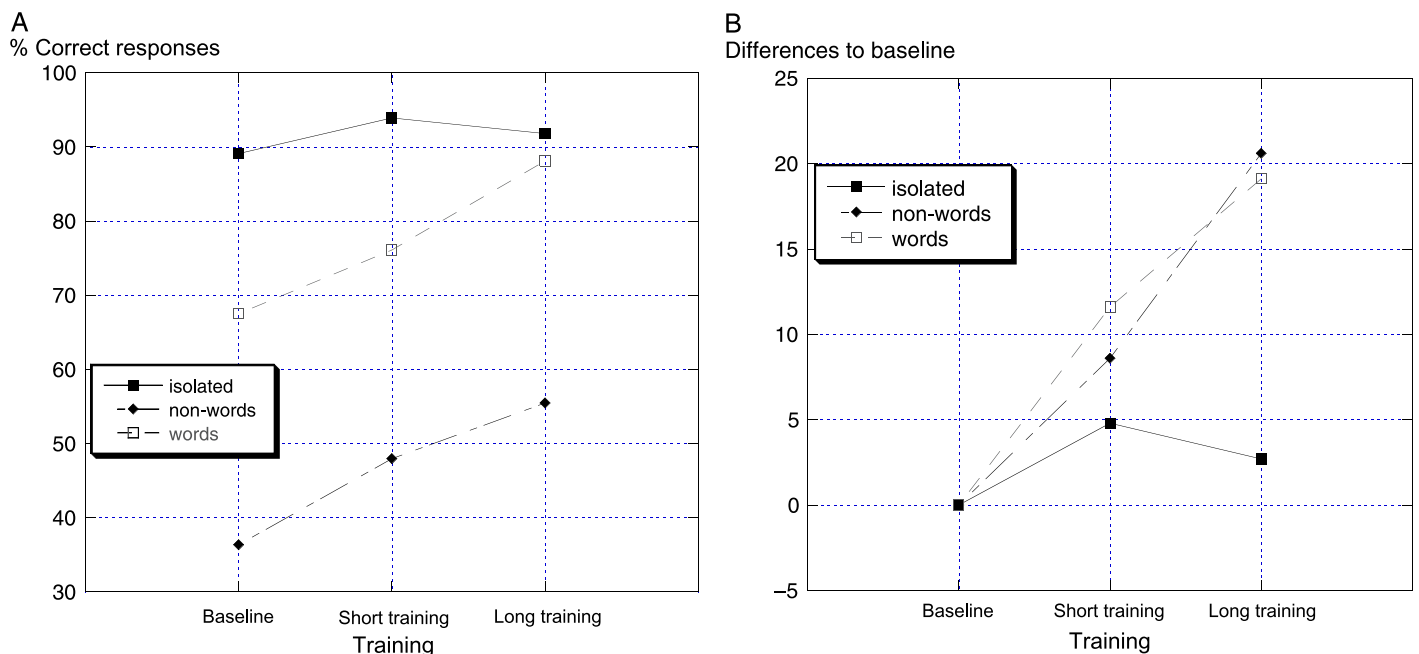 A
% Correct responses
100
90
80
70
60
50
40
30
isolated
non-words
words
Baseline
Short training
Long training
Training
B
Differences to baseline
25
20
15
10
5
0
–5
isolated
non-words
words
Baseline
Short training
Long training
Training